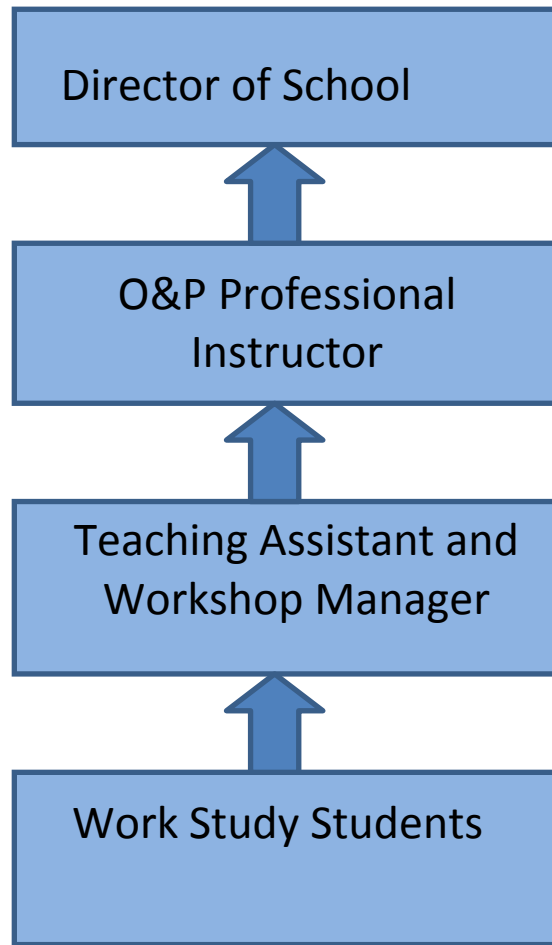 Director of School
O&P Professional
Instructor
Teaching Assistant and
Workshop Manager
Work Study Students